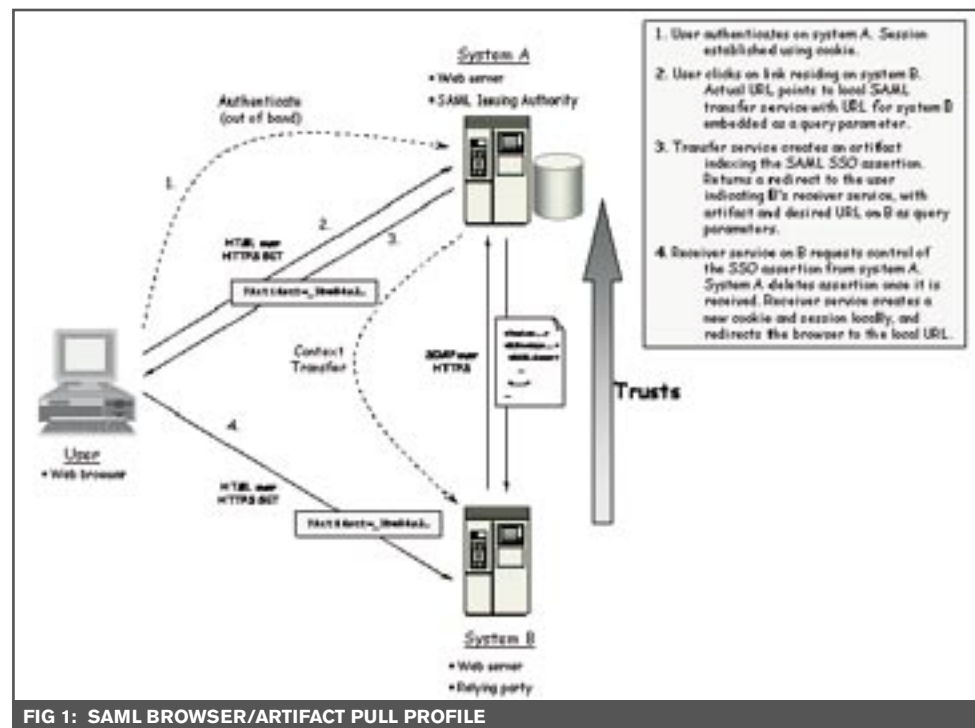 System A
• Web server
• SAML Issuing Authority
Authenticate
(out of band)
1.
2.
3.
HTML over
HTTPS GET
Context
Transfer
SOAP over
HTTPS
Trusts
User
• Web browser
4.
HTML over
HTTPS GET
System B
• Web server
• Relying party
1. User authenticates on system A. Session
established using cookie.
2. User clicks on link residing on system B.
Actual URL points to local SAML
transfer service with URL for system B
embedded as a query parameter.
3. Transfer service creates an artifact
indexing the SAML SSO assertion.
Returns a redirect to the user
indicating B's receiver service, with
artifact and desired URL on B as query
parameters.
4. Receiver service on B requests control of
the SSO assertion from system A.
System A deletes assertion once it is
received. Receiver service creates a
new cookie and session locally, and
redirects the browser to the local URL.
FIG 1: SAML BROWSER/ARTIFACT PULL PROFILE